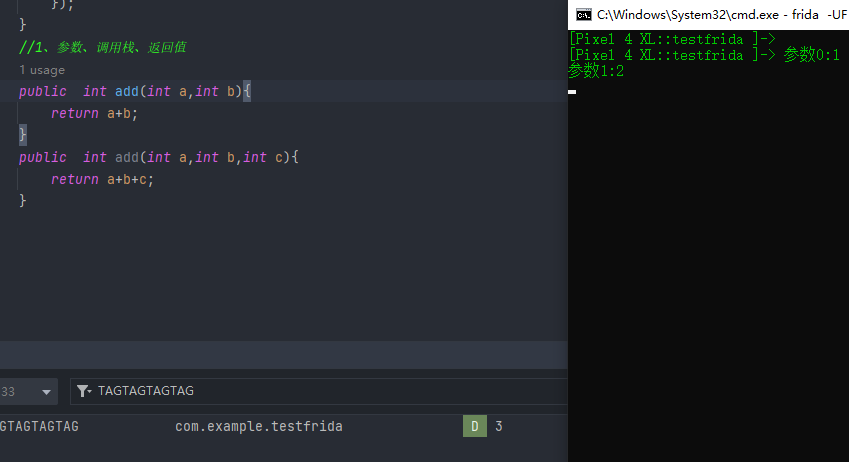 });
}
//1、参数、调用栈、返回值
1 usage
public  int add(int a,int b){
return a+b;
}
public  int add(int a,int b,int c){
return a+b+c;
}
33
TAGTAGTAGTAG
GTAGTAGTAG com.example.testfrida D 3
C:\Windows\System32\cmd.exe - frida  -UF
[Pixel 4 XL::testfrida ]->
[Pixel 4 XL::testfrida ]-> 参数0:1
参数1:2